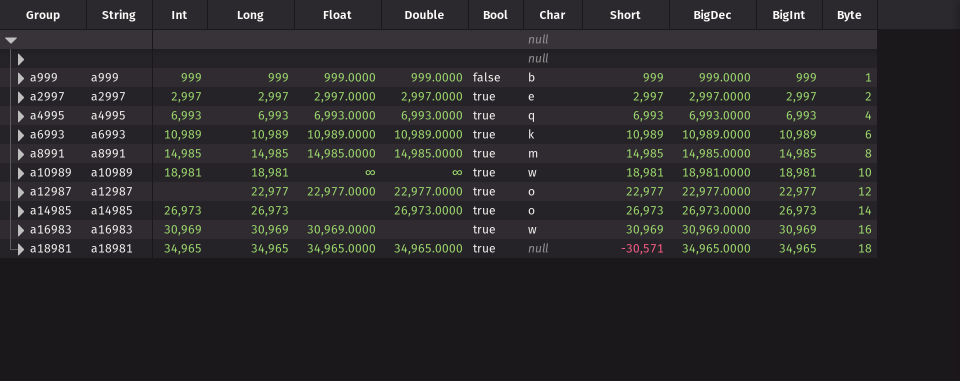 Group String Int Long Float Double Bool Char Short BigDec BigInt Byte
null
null
a999 a999 999 999 999.0000 999.0000 false b 999 999.0000 999 1
a2997 a2997 2,997 2,997 2,997.0000 2,997.0000 true e 2,997 2,997.0000 2,997 2
a4995 a4995 6,993 6,993 6,993.0000 6,993.0000 true q 6,993 6,993.0000 6,993 4
a6993 a6993 10,989 10,989 10,989.0000 10,989.0000 true k 10,989 10,989.0000 10,989 6
a8991 a8991 14,985 14,985 14,985.0000 14,985.0000 true m 14,985 14,985.0000 14,985 8
a10989 a10989 18,981 18,981 ∞ ∞ true w 18,981 18,981.0000 18,981 10
a12987 a12987 22,977 22,977.0000 22,977.0000 true o 22,977 22,977.0000 22,977 12
a14985 a14985 26,973 26,973 26,973.0000 true o 26,973 26,973.0000 26,973 14
a16983 a16983 30,969 30,969 30,969.0000 true w 30,969 30,969.0000 30,969 16
a18981 a18981 34,965 34,965 34,965.0000 34,965.0000 true null -30,571 34,965.0000 34,965 18